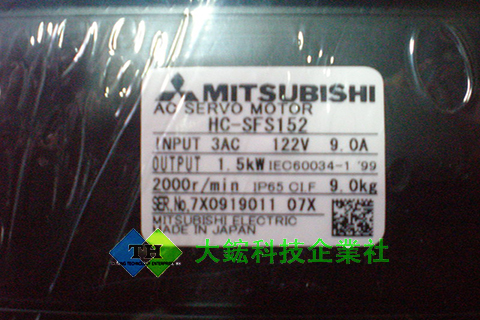 MITSUBISHI
AC SERVO MOTOR
HC-SFS152
INPUT 3AC 122V 9.0A
OUTPUT 1.5kW IEC60034-1 '99
2000r/min IP65 Cl.F 9.0kg
SER.No.7X0919011 07X
MITSUBISHI ELECTRIC
MADE IN JAPAN
TH 大鋐科技企業社